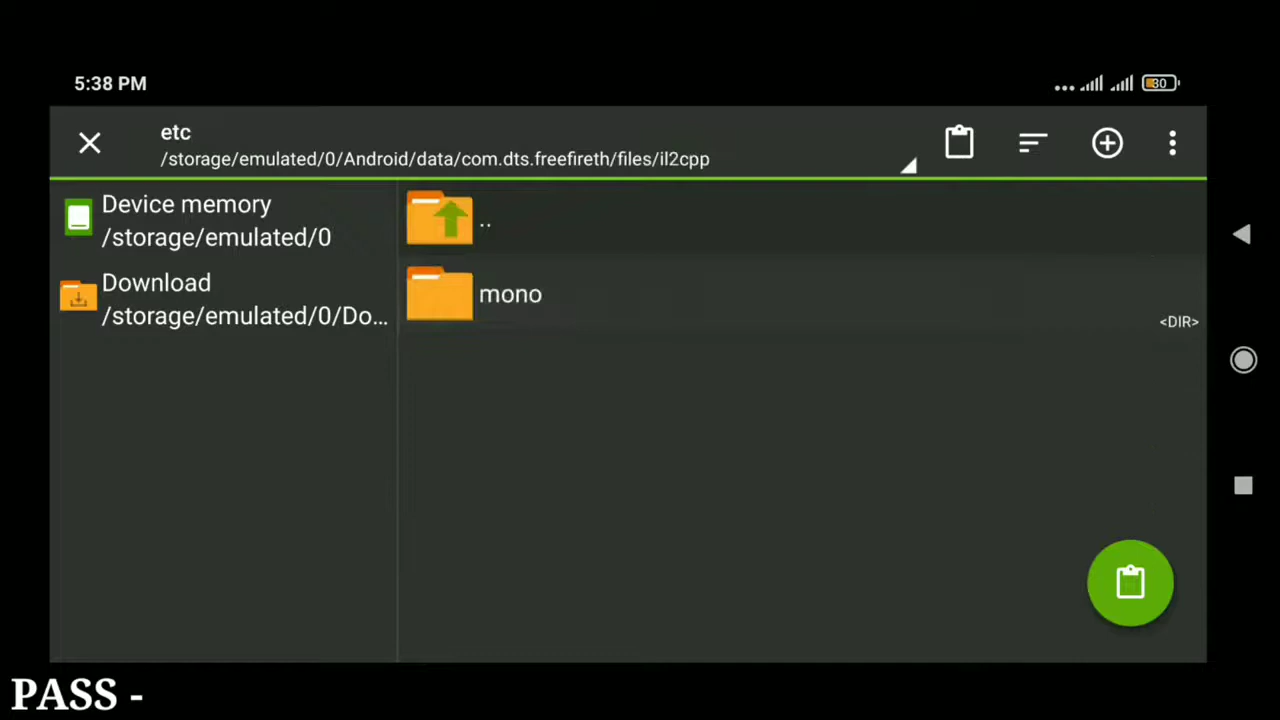 5:38 PM
30
etc
/storage/emulated/0/Android/data/com.dts.freefireth/files/il2cpp
Device memory
/storage/emulated/0
Download
/storage/emulated/0/Do...
..
mono
<DIR>
PASS -